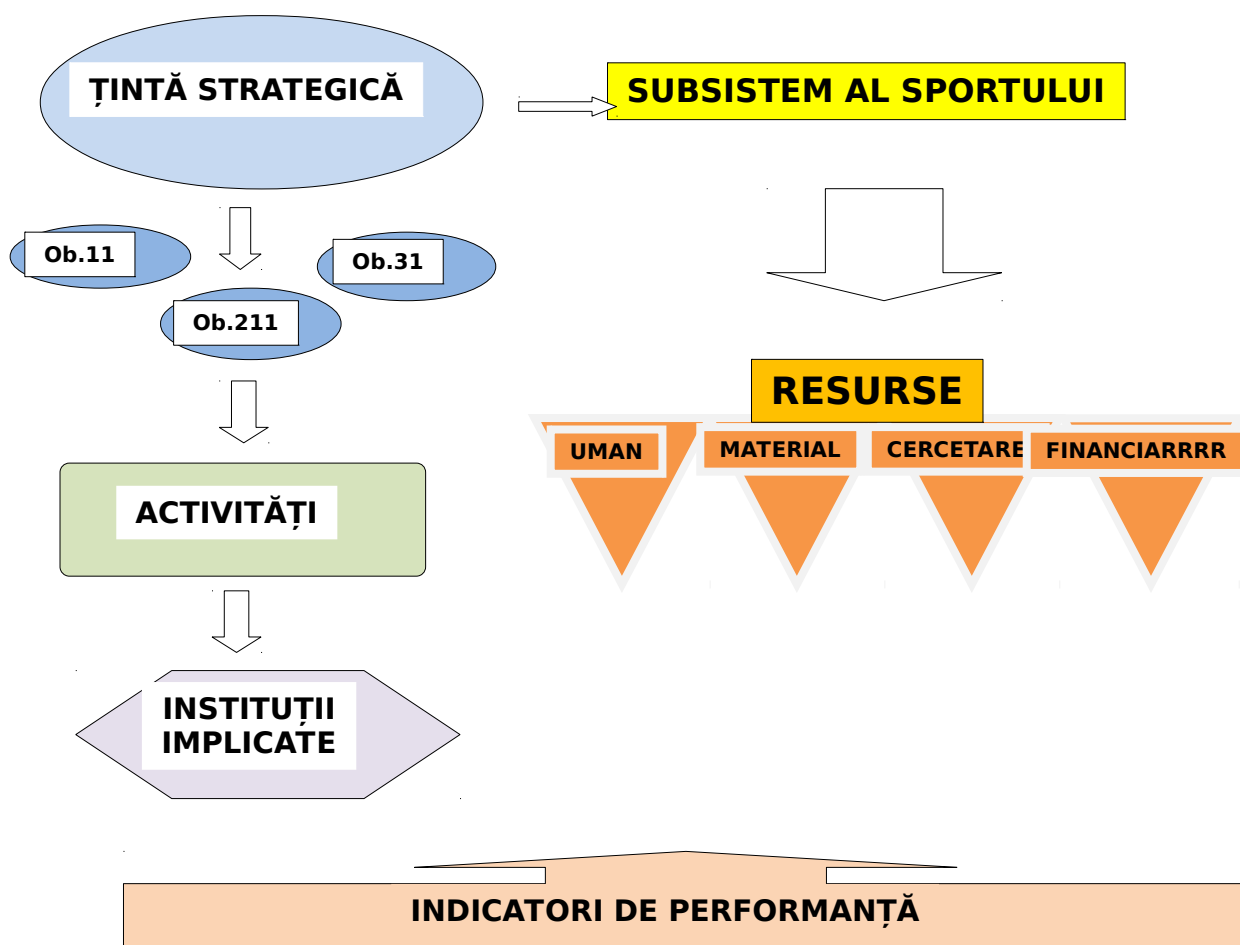 ȚINTĂ STRATEGICĂ
SUBSISTEM AL SPORTULUI
Ob.11
Ob.31
Ob.211
RESURSE
UMAN
MATERIAL
CERCETARE
FINANCIARRRR
ACTIVITĂȚI
INSTITUȚII
IMPLICATE
INDICATORI DE PERFORMANȚĂ